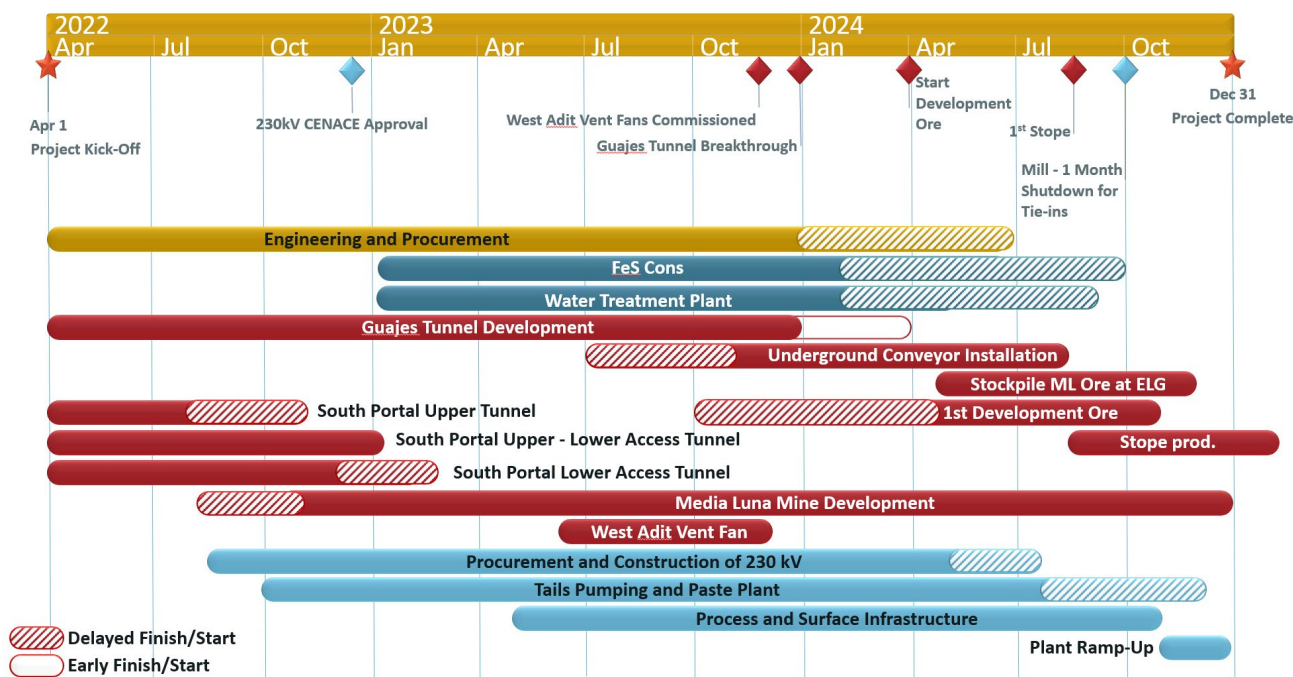 2022 2023 2024
Apr Jul Oct Jan Apr Jul Oct Jan Apr Jul Oct
Apr 1
Project Kick-Off
230kV CENACE Approval
West Adit Vent Fans Commissioned
Guajes Tunnel Breakthrough
Start
Development
Ore
1st Stope
Mill - 1 Month
Shutdown for
Tie-ins
Dec 31
Project Complete
Engineering and Procurement
FeS Cons
Water Treatment Plant
Guajes Tunnel Development
Underground Conveyor Installation
Stockpile ML Ore at ELG
South Portal Upper Tunnel
1st Development Ore
South Portal Upper - Lower Access Tunnel
Stope prod.
South Portal Lower Access Tunnel
Media Luna Mine Development
West Adit Vent Fan
Procurement and Construction of 230 kV
Tails Pumping and Paste Plant
Process and Surface Infrastructure
Plant Ramp-Up
Delayed Finish/Start
Early Finish/Start